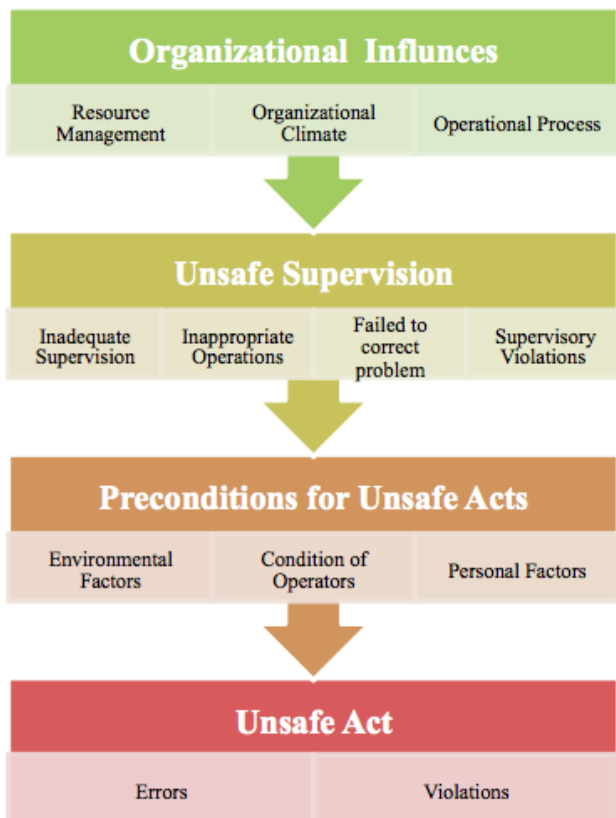 Organizational Influnces
Resource
Management
Organizational
Climate
Operational Process
Unsafe Supervision
Inadequate
Supervision
Inappropriate
Operations
Failed to
correct
problem
Supervisory
Violations
Preconditions for Unsafe Acts
Environmental
Factors
Condition of
Operators
Personal Factors
Unsafe Act
Errors
Violations